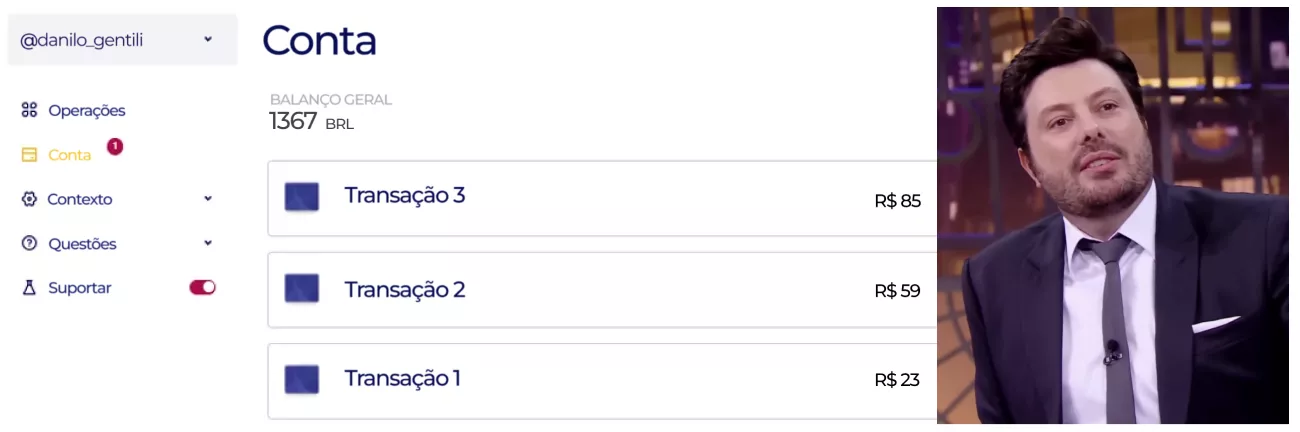 @danilo_gentili
Operações
Conta 1
Contexto
Questões
Suportar
Conta
BALANÇO GERAL
1367 BRL
Transação 3 R$ 85
Transação 2 R$ 59
Transação 1 R$ 23